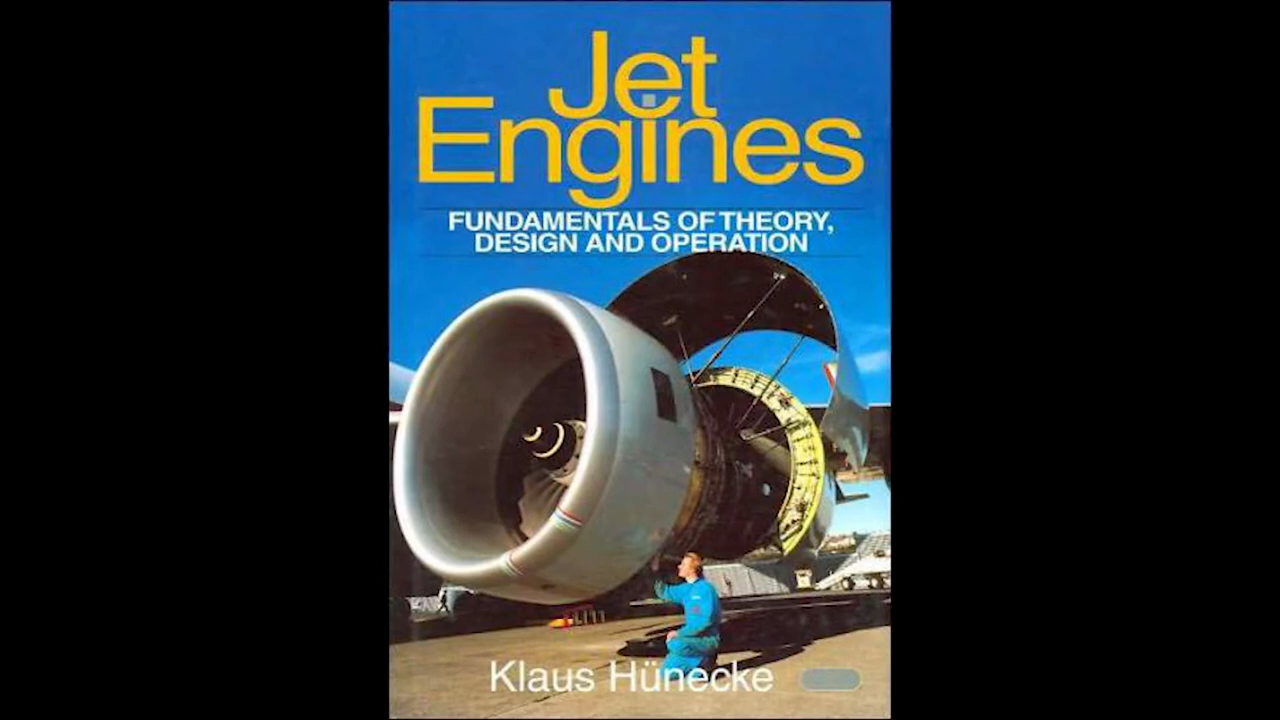 Jet
Engines
FUNDAMENTALS OF THEORY,
DESIGN AND OPERATION
Klaus Hünecke